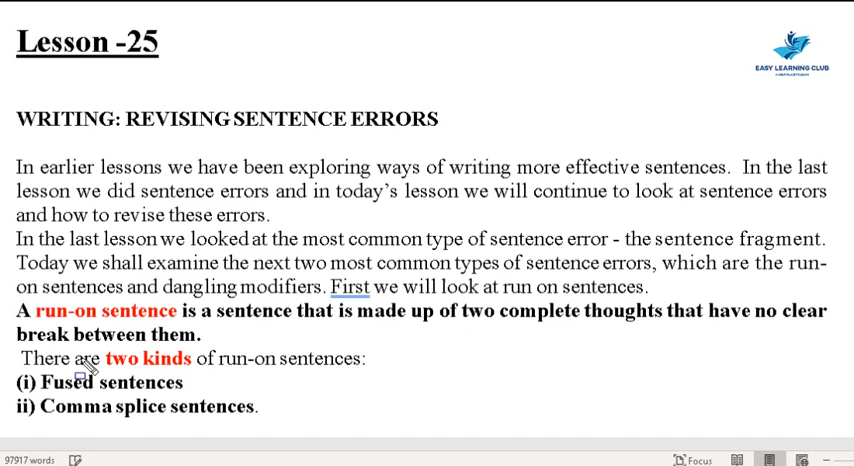 Lesson -25
EASY LEARNING CLUB
WRITING: REVISING SENTENCE ERRORS
In earlier lessons we have been exploring ways of writing more effective sentences. In the last
lesson we did sentence errors and in today's lesson we will continue to look at sentence errors
and how to revise these errors.
In the last lesson we looked at the most common type of sentence error - the sentence fragment.
Today we shall examine the next two most common types of sentence errors, which are the run-
on sentences and dangling modifiers. First we will look at run on sentences.
A run-on sentence is a sentence that is made up of two complete thoughts that have no clear
break between them.
There are two kinds of run-on sentences:
(i) Fused sentences
ii) Comma splice sentences.
97917 words
Focus